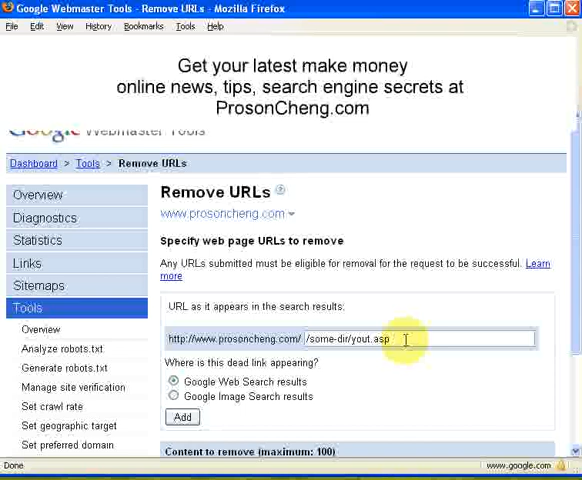 Google Webmaster Tools - Remove URLs - Mozilla Firefox
File Edit View History Bookmarks Tools Help
Get your latest make money
online news, tips, search engine secrets at
ProsonCheng.com
Google Webmaster Tools
Dashboard > Tools > Remove URLs
Overview
Diagnostics
Statistics
Links
Sitemaps
Tools
Overview
Analyze robots.txt
Generate robots.txt
Manage site verification
Set crawl rate
Set geographic target
Set preferred domain
Remove URLs
www.prosoncheng.com
Specify web page URLs to remove
Any URLs submitted must be eligible for removal for the request to be successful. Learn
more
URL as it appears in the search results:
http://www.prosoncheng.com/ /some-dir/yout.asp
Where is this dead link appearing?
Google Web Search results
Google Image Search results
Add
Content to remove (maximum: 100)
Done www.google.com